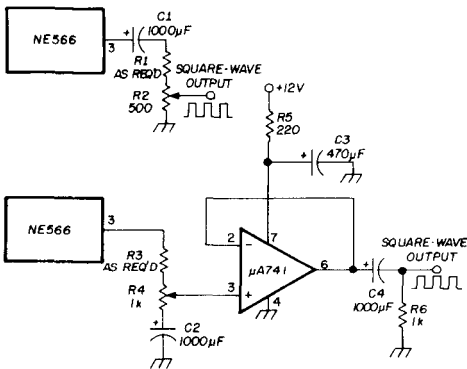 NE566
3
+
C1
1000µF
R1
AS REQ'D
R2
500
SQUARE-WAVE
OUTPUT
+12V
R5
220
C3
+
470µF
NE566
3
R3
AS REQ'D
R4
1k
+
C2
1000µF
2
-
7
µA741
6
3
+
4
+
C4
1000µF
SQUARE-WAVE
OUTPUT
R6
1k